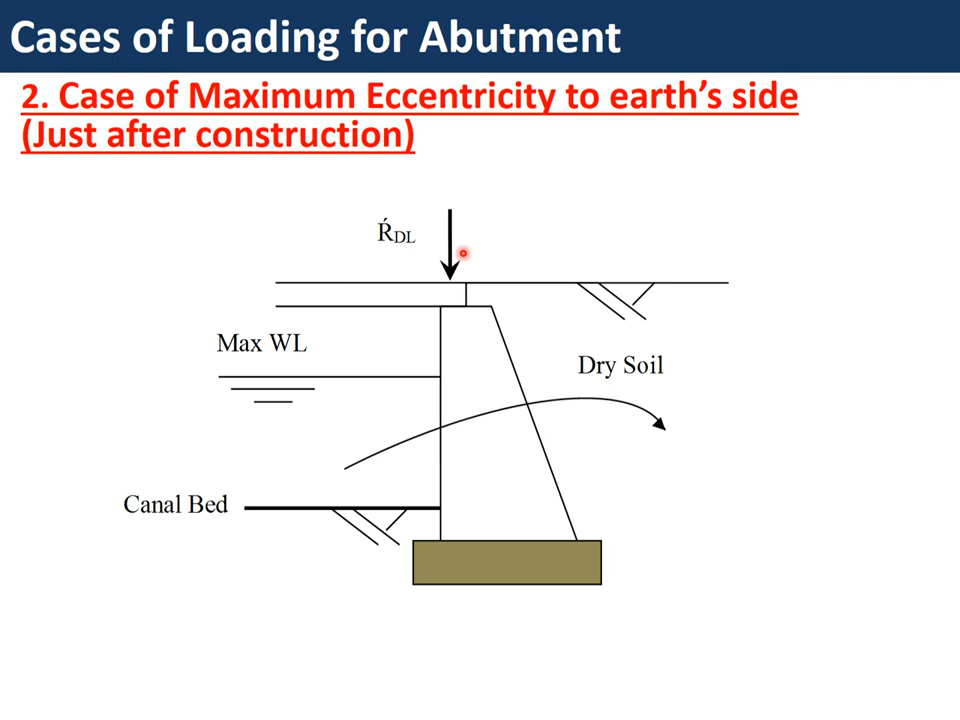 Cases of Loading for Abutment
2. Case of Maximum Eccentricity to earth’s side
(Just after construction)
ŔDL
Max WL
Dry Soil
Canal Bed